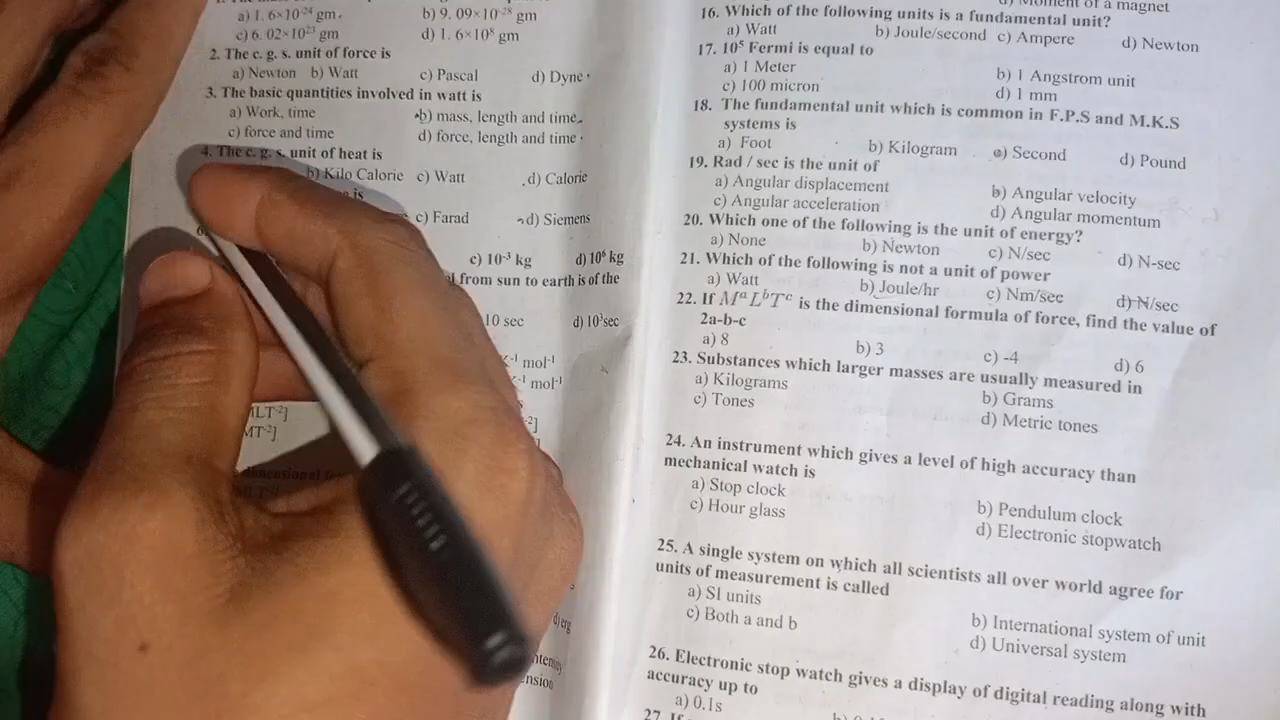 a) 1. 6×10⁻²⁴ gm.
b) 9. 09×10⁻²⁸ gm
c) 6. 02×10²³ gm
d) 1. 6×10⁸ gm
2. The c. g. s. unit of force is
a) Newton b) Watt c) Pascal d) Dyne
3. The basic quantities involved in watt is
a) Work, time b) mass, length and time
c) force and time d) force, length and time
4. The c. g. s. unit of heat is
b) Kilo Calorie c) Watt d) Calorie
is
c) Farad d) Siemens
c) 10⁻³ kg d) 10⁶ kg
from sun to earth is of the
10 sec d) 10³sec
⁻¹ mol⁻¹
⁻¹ mol⁻¹
MT⁻²]
d) erg
a magnet
16. Which of the following units is a fundamental unit?
a) Watt b) Joule/second c) Ampere d) Newton
17. 10⁵ Fermi is equal to
a) 1 Meter b) 1 Angstrom unit
c) 100 micron d) 1 mm
18. The fundamental unit which is common in F.P.S and M.K.S
systems is
a) Foot b) Kilogram c) Second d) Pound
19. Rad / sec is the unit of
a) Angular displacement b) Angular velocity
c) Angular acceleration d) Angular momentum
20. Which one of the following is the unit of energy?
a) None b) Newton c) N/sec d) N-sec
21. Which of the following is not a unit of power
a) Watt b) Joule/hr c) Nm/sec d) N/sec
22. If MᵃLᵇTᶜ is the dimensional formula of force, find the value of
2a-b-c
a) 8 b) 3 c) -4 d) 6
23. Substances which larger masses are usually measured in
a) Kilograms b) Grams
c) Tones d) Metric tones
24. An instrument which gives a level of high accuracy than
mechanical watch is
a) Stop clock b) Pendulum clock
c) Hour glass d) Electronic stopwatch
25. A single system on which all scientists all over world agree for
units of measurement is called
a) SI units b) International system of unit
c) Both a and b d) Universal system
26. Electronic stop watch gives a display of digital reading along with
accuracy up to
a) 0.1s
27. If